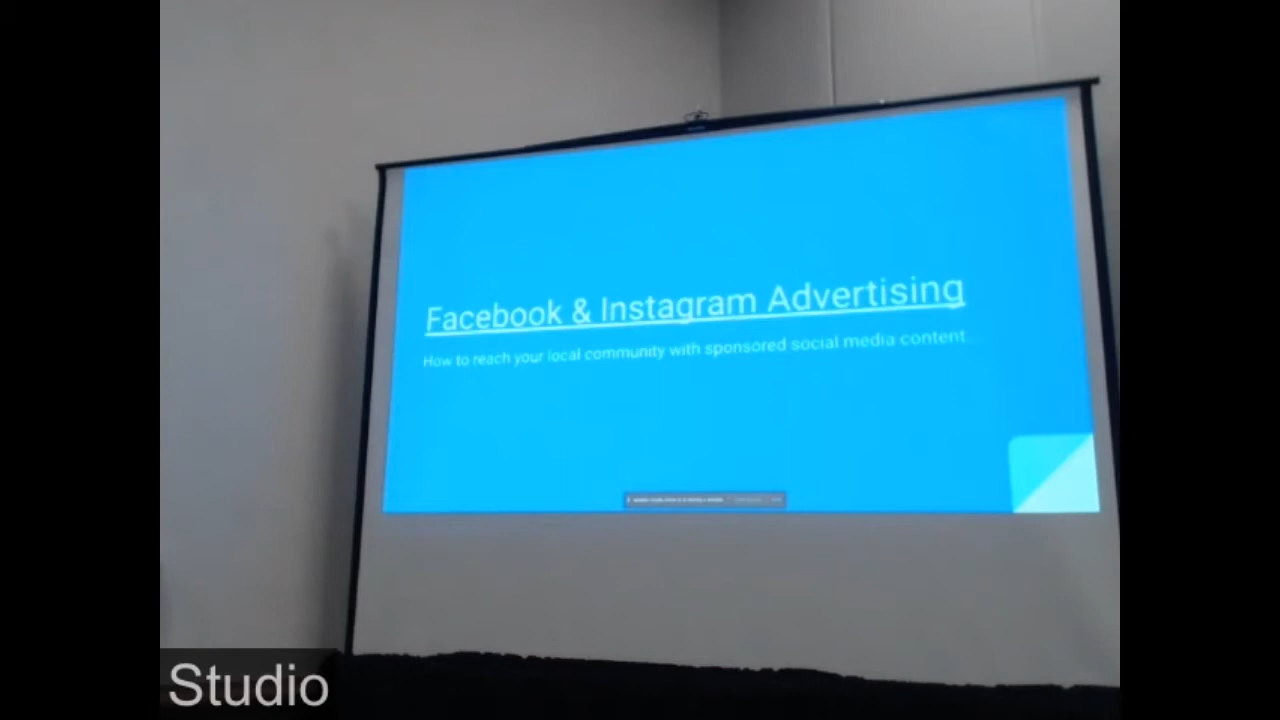 Facebook & Instagram Advertising
How to reach your local community with sponsored social media content
Studio